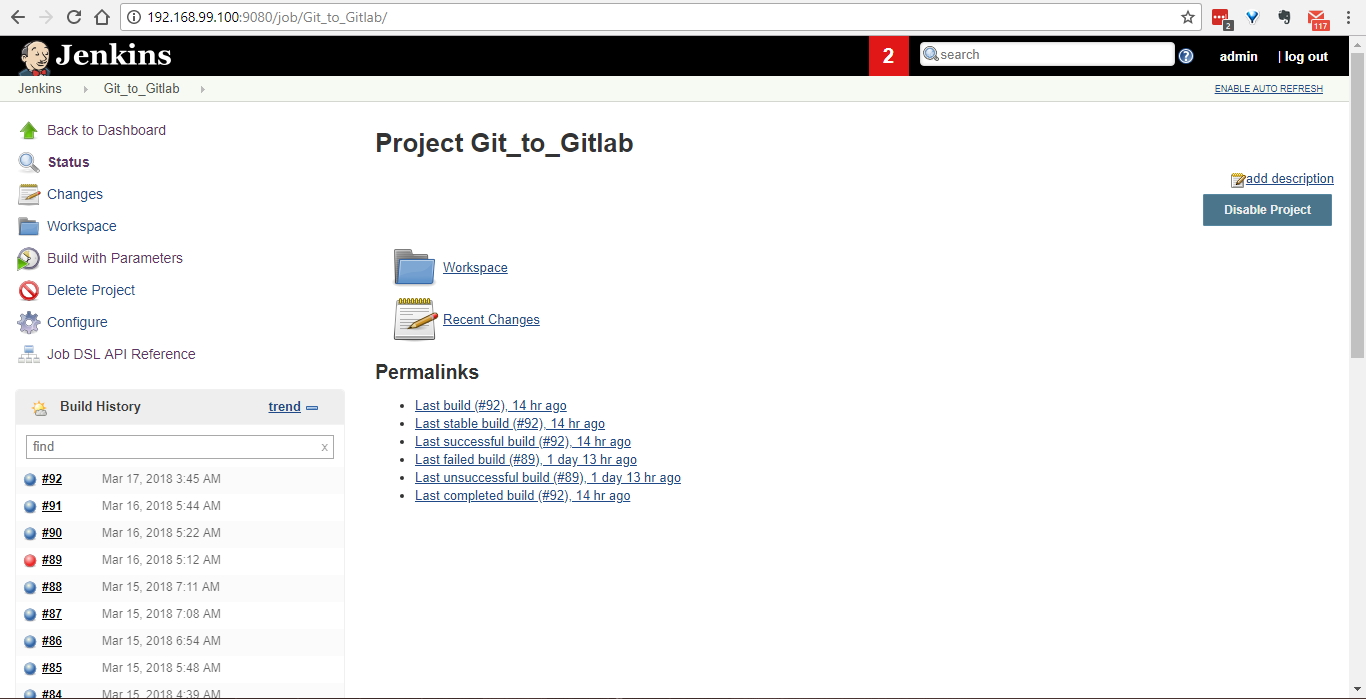 192.168.99.100:9080/job/Git_to_Gitlab/
2
117
Jenkins
2
search
admin
| log out
Jenkins
Git_to_Gitlab
ENABLE AUTO REFRESH
Back to Dashboard
Status
Changes
Workspace
Build with Parameters
Delete Project
Configure
Job DSL API Reference
Build History
trend
find
x
#92 Mar 17, 2018 3:45 AM
#91 Mar 16, 2018 5:44 AM
#90 Mar 16, 2018 5:22 AM
#89 Mar 16, 2018 5:12 AM
#88 Mar 15, 2018 7:11 AM
#87 Mar 15, 2018 7:08 AM
#86 Mar 15, 2018 6:54 AM
#85 Mar 15, 2018 5:48 AM
#84 Mar 15, 2018 4:39 AM
Project Git_to_Gitlab
add description
Disable Project
Workspace
Recent Changes
Permalinks
Last build (#92), 14 hr ago
Last stable build (#92), 14 hr ago
Last successful build (#92), 14 hr ago
Last failed build (#89), 1 day 13 hr ago
Last unsuccessful build (#89), 1 day 13 hr ago
Last completed build (#92), 14 hr ago